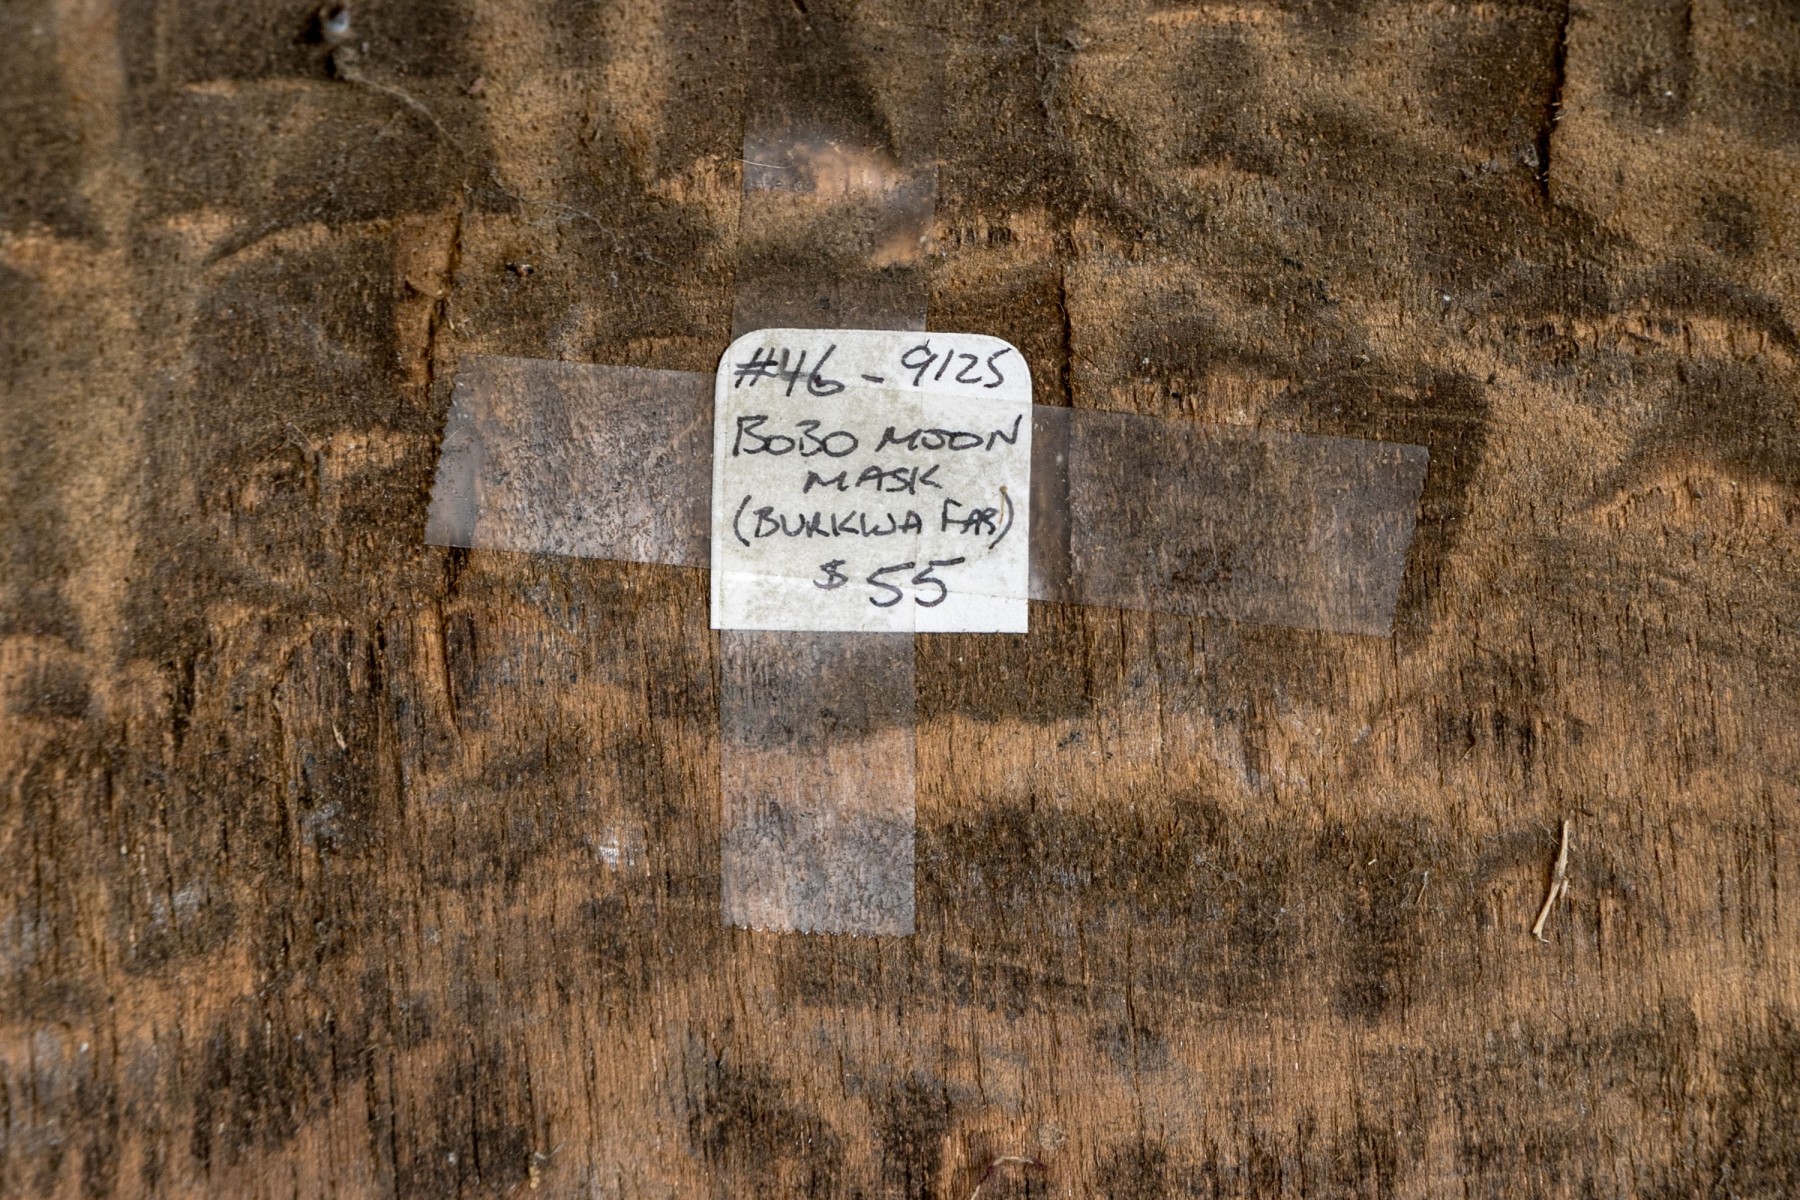 #46 - 9125
BOBO MOON
MASK
(BURKWA FAS)
$55